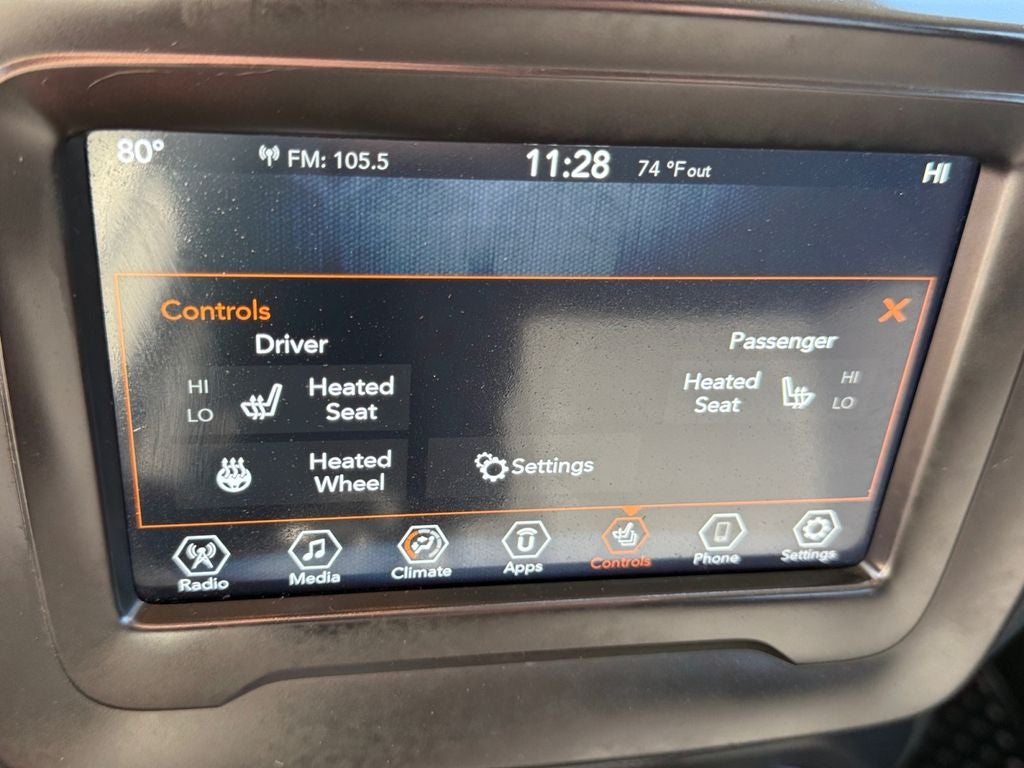 80° FM: 105.5 11:28 74 °F out HI
Controls
Driver Passenger
HI Heated Heated HI
LO Seat Seat LO
Heated Settings
Wheel
Radio Media Climate Apps Controls Phone Settings